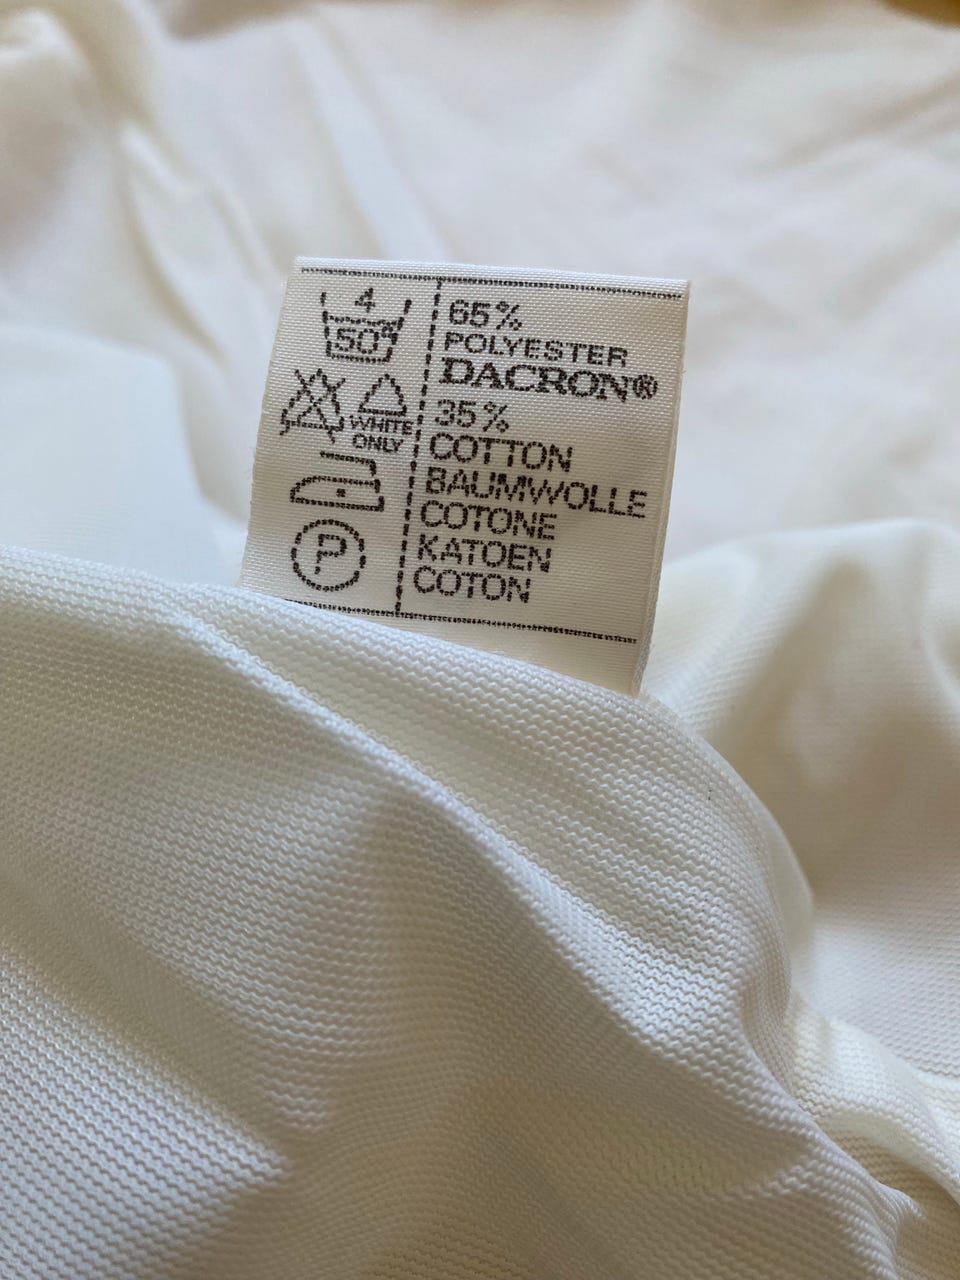 4
50°
WHITE
ONLY
P
65%
POLYESTER
DACRON®
35%
COTTON
BAUMWOLLE
COTONE
KATOEN
COTON